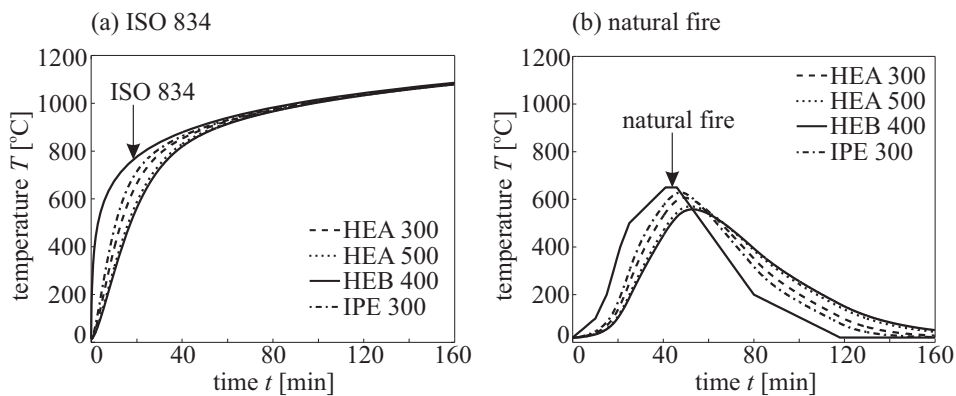 (a) ISO 834
temperature T [°C]
1200
1000
800
600
400
200
0
ISO 834
HEA 300
HEA 500
HEB 400
IPE 300
0 40 80 120 160
time t [min]
(b) natural fire
temperature T [°C]
1200
1000
800
600
400
200
0
natural fire
HEA 300
HEA 500
HEB 400
IPE 300
0 40 80 120 160
time t [min]